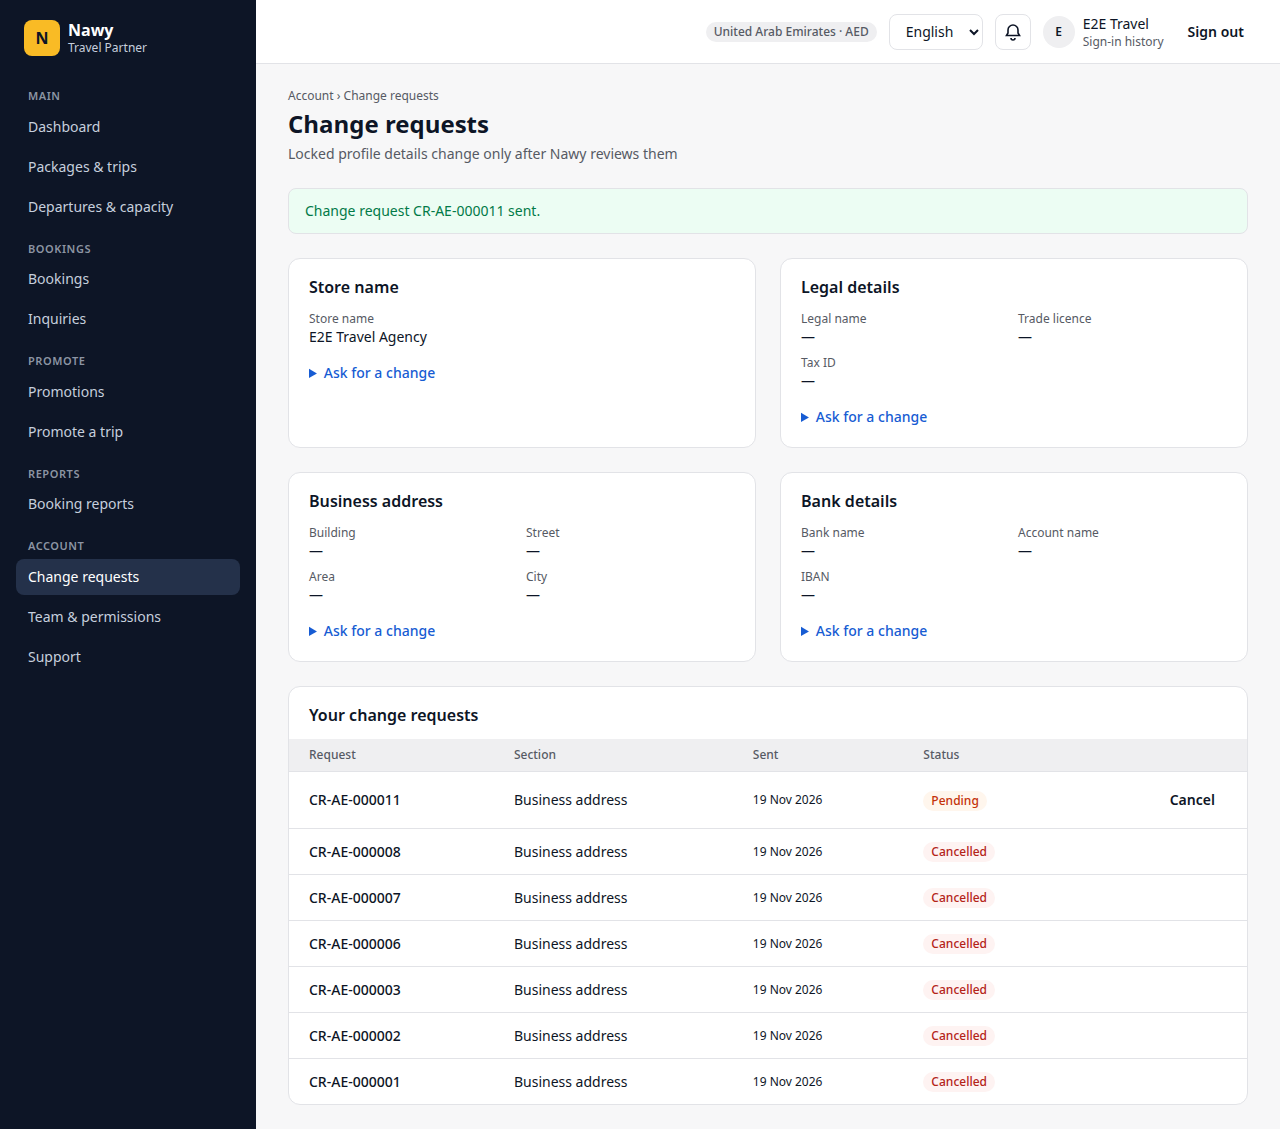 N
Nawy
Travel Partner
MAIN
Dashboard
Packages & trips
Departures & capacity
BOOKINGS
Bookings
Inquiries
PROMOTE
Promotions
Promote a trip
REPORTS
Booking reports
ACCOUNT
Change requests
Team & permissions
Support
United Arab Emirates · AED
English
E
E2E Travel
Sign-in history
Sign out
Account › Change requests
Change requests
Locked profile details change only after Nawy reviews them
Change request CR-AE-000011 sent.
Store name
Store name
E2E Travel Agency
Ask for a change
Legal details
Legal name
—
Trade licence
—
Tax ID
—
Ask for a change
Business address
Building
—
Street
—
Area
—
City
—
Ask for a change
Bank details
Bank name
—
Account name
—
IBAN
—
Ask for a change
Your change requests
Request Section Sent Status
CR-AE-000011 Business address 19 Nov 2026 Pending Cancel
CR-AE-000008 Business address 19 Nov 2026 Cancelled
CR-AE-000007 Business address 19 Nov 2026 Cancelled
CR-AE-000006 Business address 19 Nov 2026 Cancelled
CR-AE-000003 Business address 19 Nov 2026 Cancelled
CR-AE-000002 Business address 19 Nov 2026 Cancelled
CR-AE-000001 Business address 19 Nov 2026 Cancelled